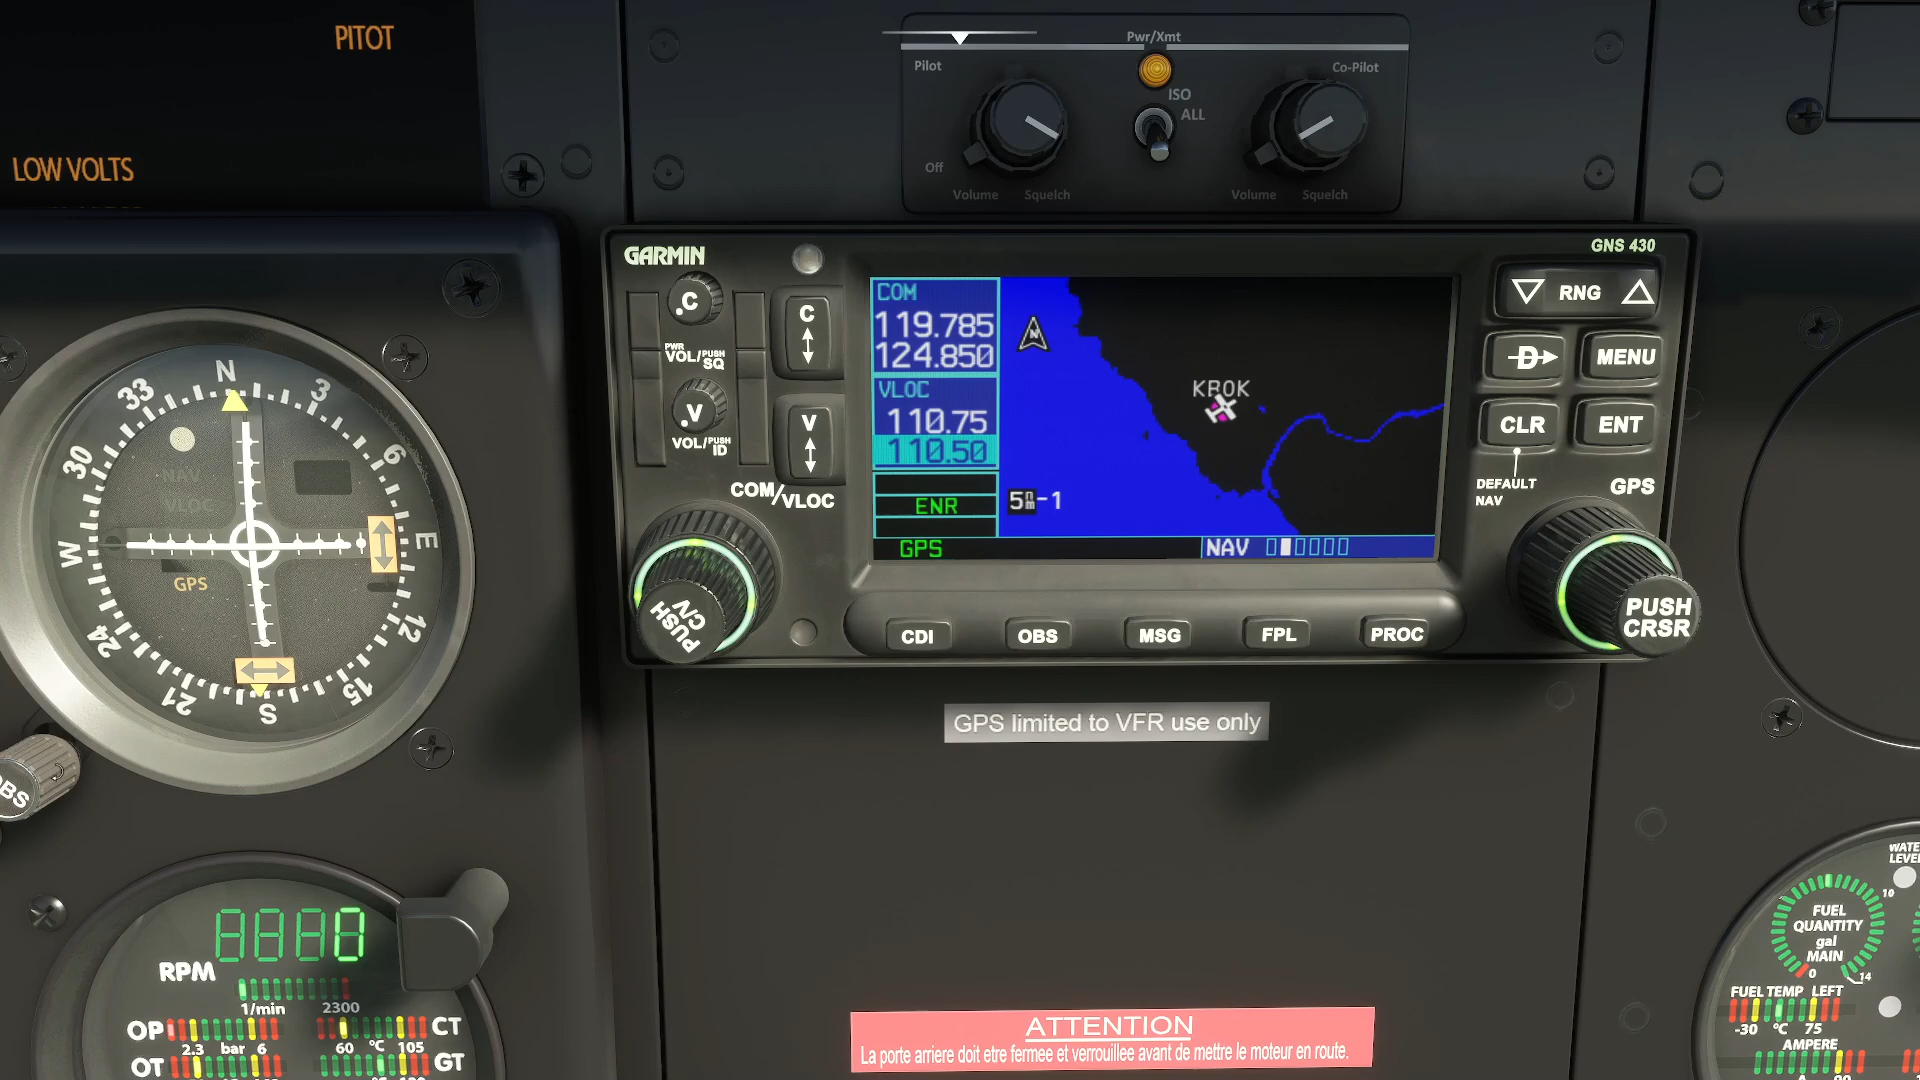 PITOT
LOW VOLTS
Pwr/Xmt
Pilot
Co-Pilot
ISO
ALL
Off
Volume
Squelch
Volume
Squelch
GARMIN
GNS 430
C
PWR
VOL/PUSH
SQ
C
V
VOL/PUSH
ID
V
COM/VLOC
PUSH
C/V
COM
119.785
124.850
VLOC
110.75
110.50
ENR
GPS
N
KROK
5nm-1
NAV
RNG
D
MENU
CLR
ENT
DEFAULT
NAV
GPS
PUSH
CRSR
CDI
OBS
MSG
FPL
PROC
GPS limited to VFR use only
N
3
6
E
12
15
S
21
24
W
30
33
NAV
VLOC
GPS
OBS
0
RPM
1/min
2300
OP
2.3
bar
6
60
°C
105
CT
OT
GT
ATTENTION
La porte arriere doit etre fermee et verrouillee avant de mettre le moteur en route.
FUEL
QUANTITY
gal
MAIN
0
10
14
FUEL TEMP LEFT
-30
°C
75
AMPERE